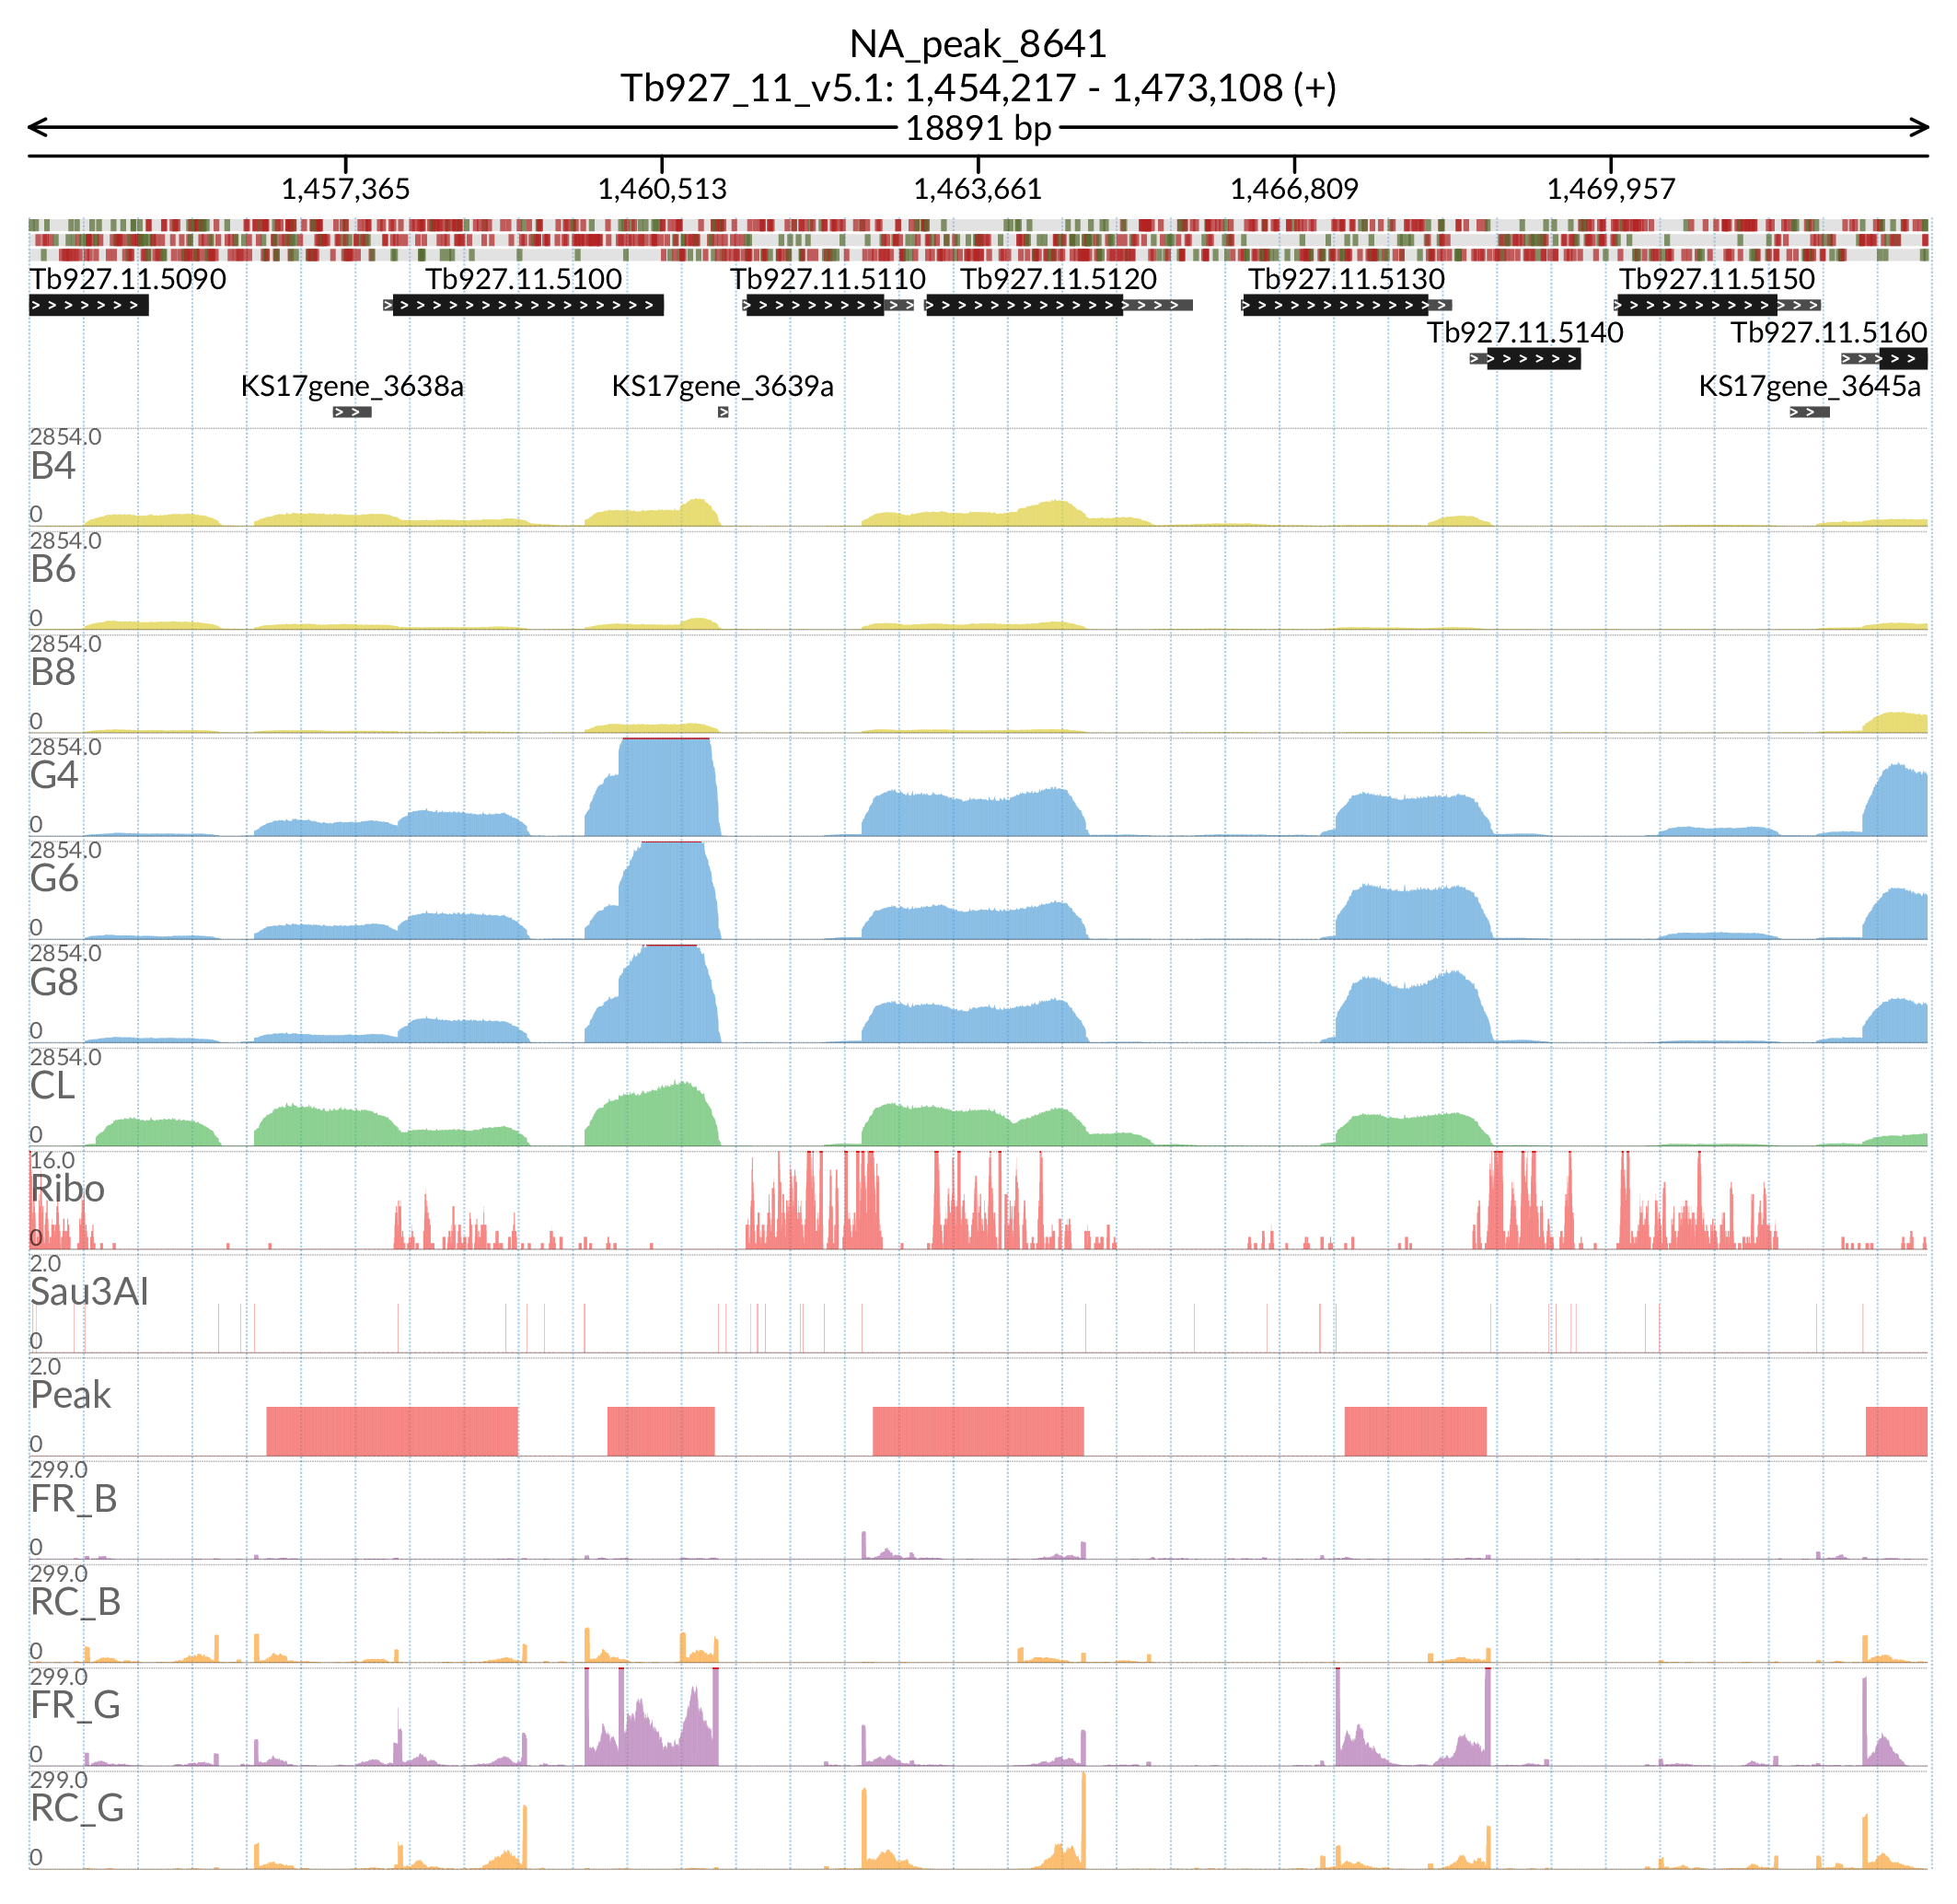 NA_peak_8641
Tb927_11_v5.1: 1,454,217 - 1,473,108 (+)
18891 bp
1,457,365 1,460,513 1,463,661 1,466,809 1,469,957
Tb927.11.5090 Tb927.11.5100 Tb927.11.5110 Tb927.11.5120 Tb927.11.5130 Tb927.11.5150
Tb927.11.5140 Tb927.11.5160
KS17gene_3638a KS17gene_3639a KS17gene_3645a
2854.0
B4
0
2854.0
B6
0
2854.0
B8
0
2854.0
G4
0
2854.0
G6
0
2854.0
G8
0
2854.0
CL
0
16.0
Ribo
0
2.0
Sau3AI
0
2.0
Peak
0
299.0
FR_B
0
299.0
RC_B
0
299.0
FR_G
0
299.0
RC_G
0